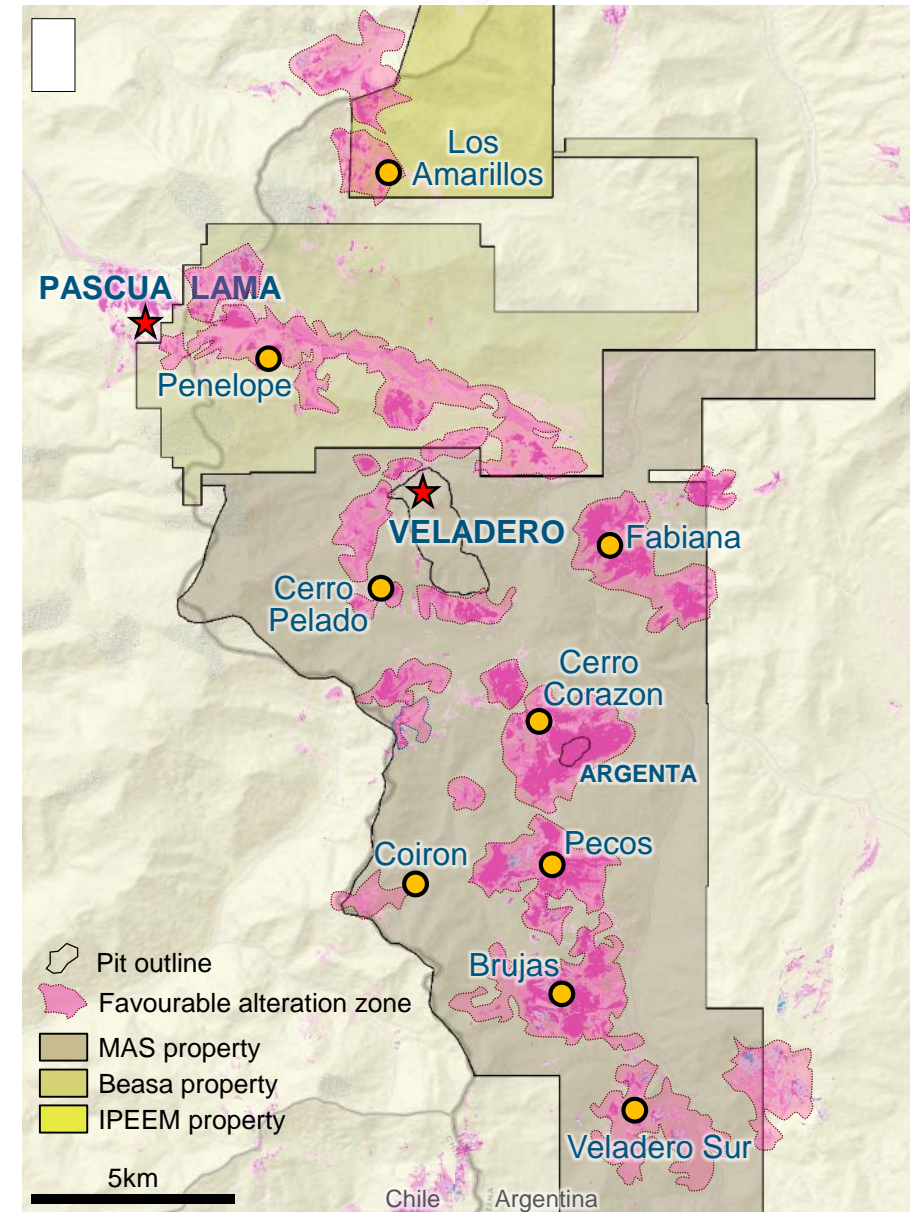 Los
Amarillos
PASCUA LAMA
Penelope
VELADERO
Fabiana
Cerro
Pelado
Cerro
Corazon
ARGENTA
Pecos
Coiron
Brujas
Veladero Sur
Pit outline
Favourable alteration zone
MAS property
Beasa property
IPEEM property
5km
Chile
Argentina